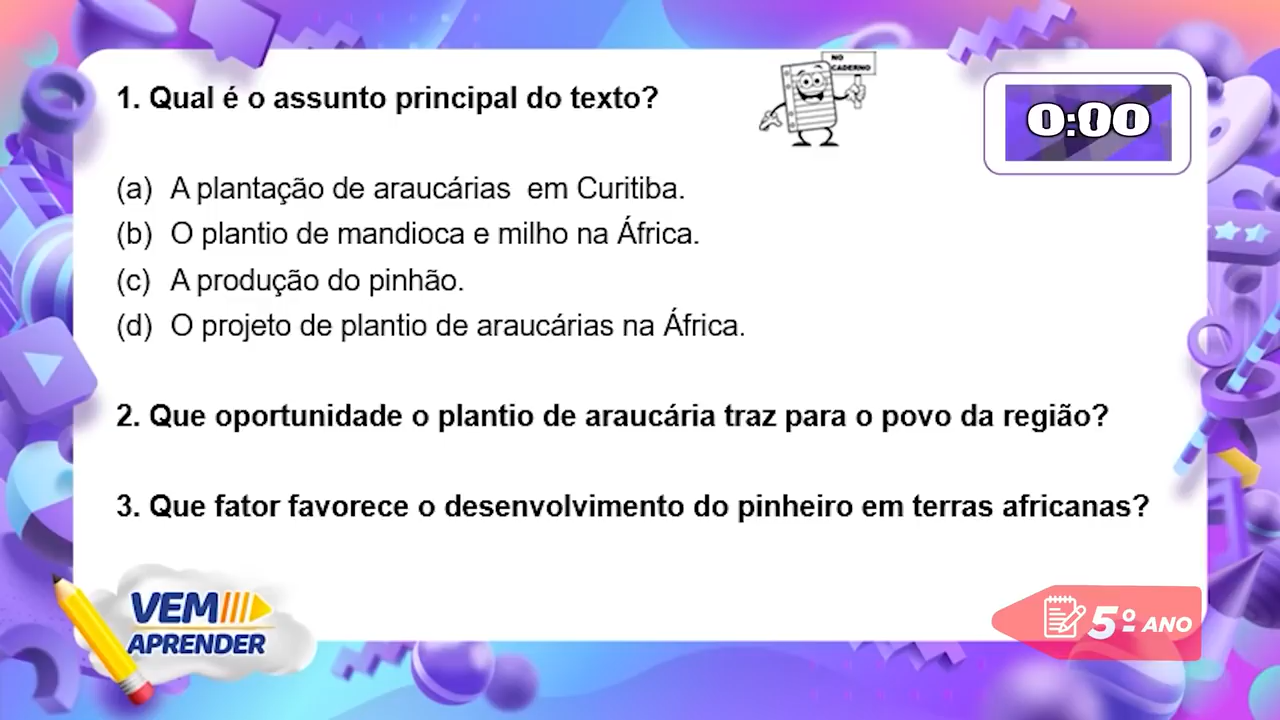 NO
CADERNO
0:00
1. Qual é o assunto principal do texto?
(a) A plantação de araucárias em Curitiba.
(b) O plantio de mandioca e milho na África.
(c) A produção do pinhão.
(d) O projeto de plantio de araucárias na África.
2. Que oportunidade o plantio de araucária traz para o povo da região?
3. Que fator favorece o desenvolvimento do pinheiro em terras africanas?
VEM
APRENDER
5º ANO